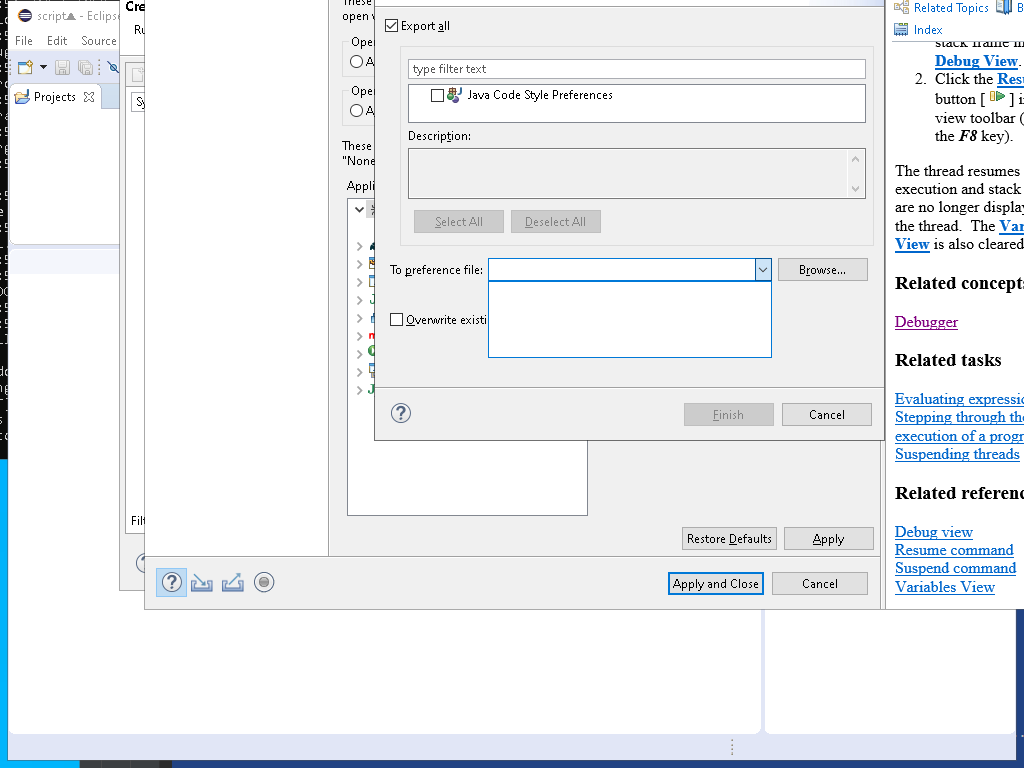 script
- Eclipse
File Edit Source
Projects
Cre
Ru
Sy
Filt
These
open v
Open
A
Open
A
These
"None
Appli
Export all
type filter text
Java Code Style Preferences
Description:
Select All Deselect All
To preference file: Browse...
Overwrite existi
? Finish Cancel
Restore Defaults Apply
? Apply and Close Cancel
Related Topics B
Index
stack frame in
Debug View.
2. Click the Resu
button [ ] i
view toolbar (
the F8 key).
The thread resumes
execution and stack
are no longer display
the thread. The Var
View is also cleared
Related concepts
Debugger
Related tasks
Evaluating expressio
Stepping through the
execution of a progr
Suspending threads
Related referenc
Debug view
Resume command
Suspend command
Variables View